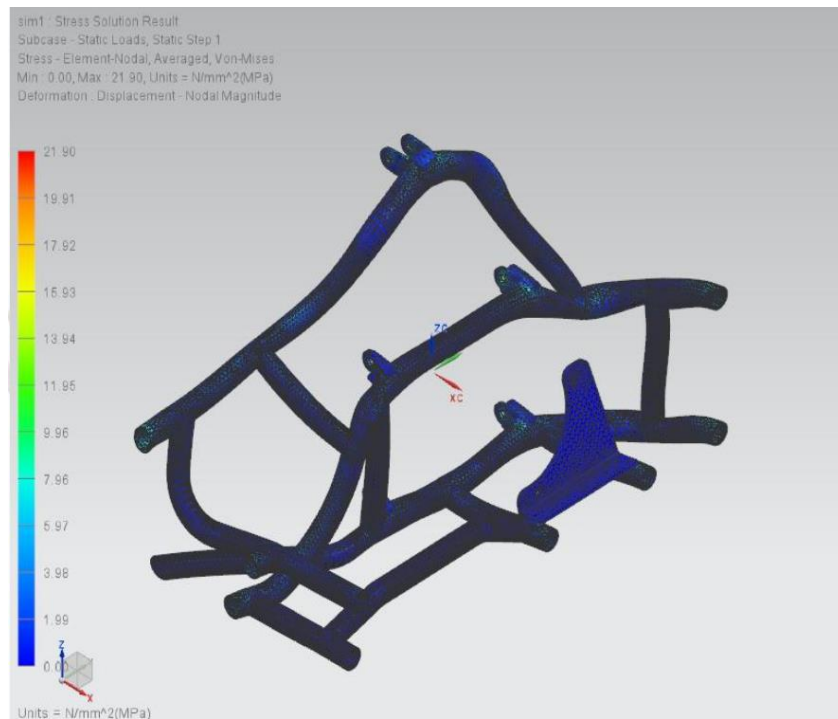 sim1 : Stress Solution Result
Subcase - Static Loads, Static Step 1
Stress - Element-Nodal, Averaged, Von-Mises
Min : 0.00, Max : 21.90, Units = N/mm^2(MPa)
Deformation : Displacement - Nodal Magnitude
21.90
19.91
17.92
15.93
13.94
11.95
9.96
7.96
5.97
3.98
1.99
0.00
ZC
XC
Z
X
Units = N/mm^2(MPa)